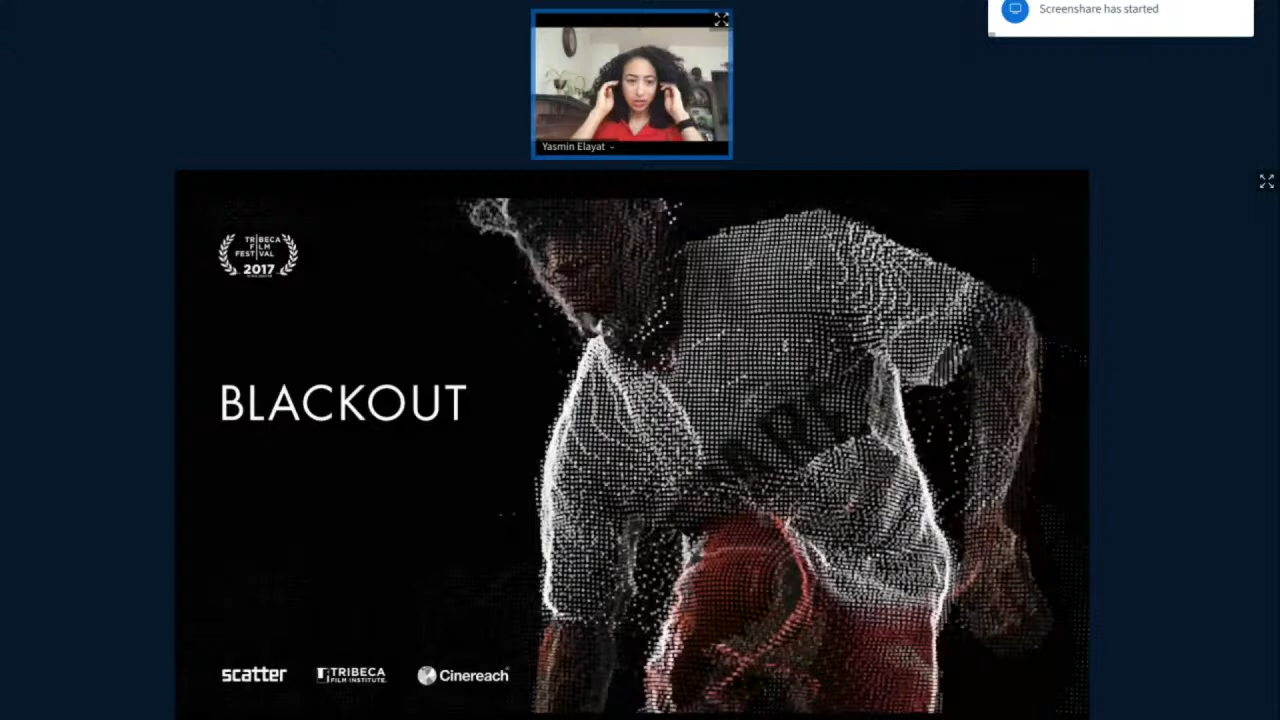 Screenshare has started
Yasmin Elayat
TRIBECA
FILM
FESTIVAL
2017
BLACKOUT
scatter
TRIBECA
FILM INSTITUTE.
Cinereach